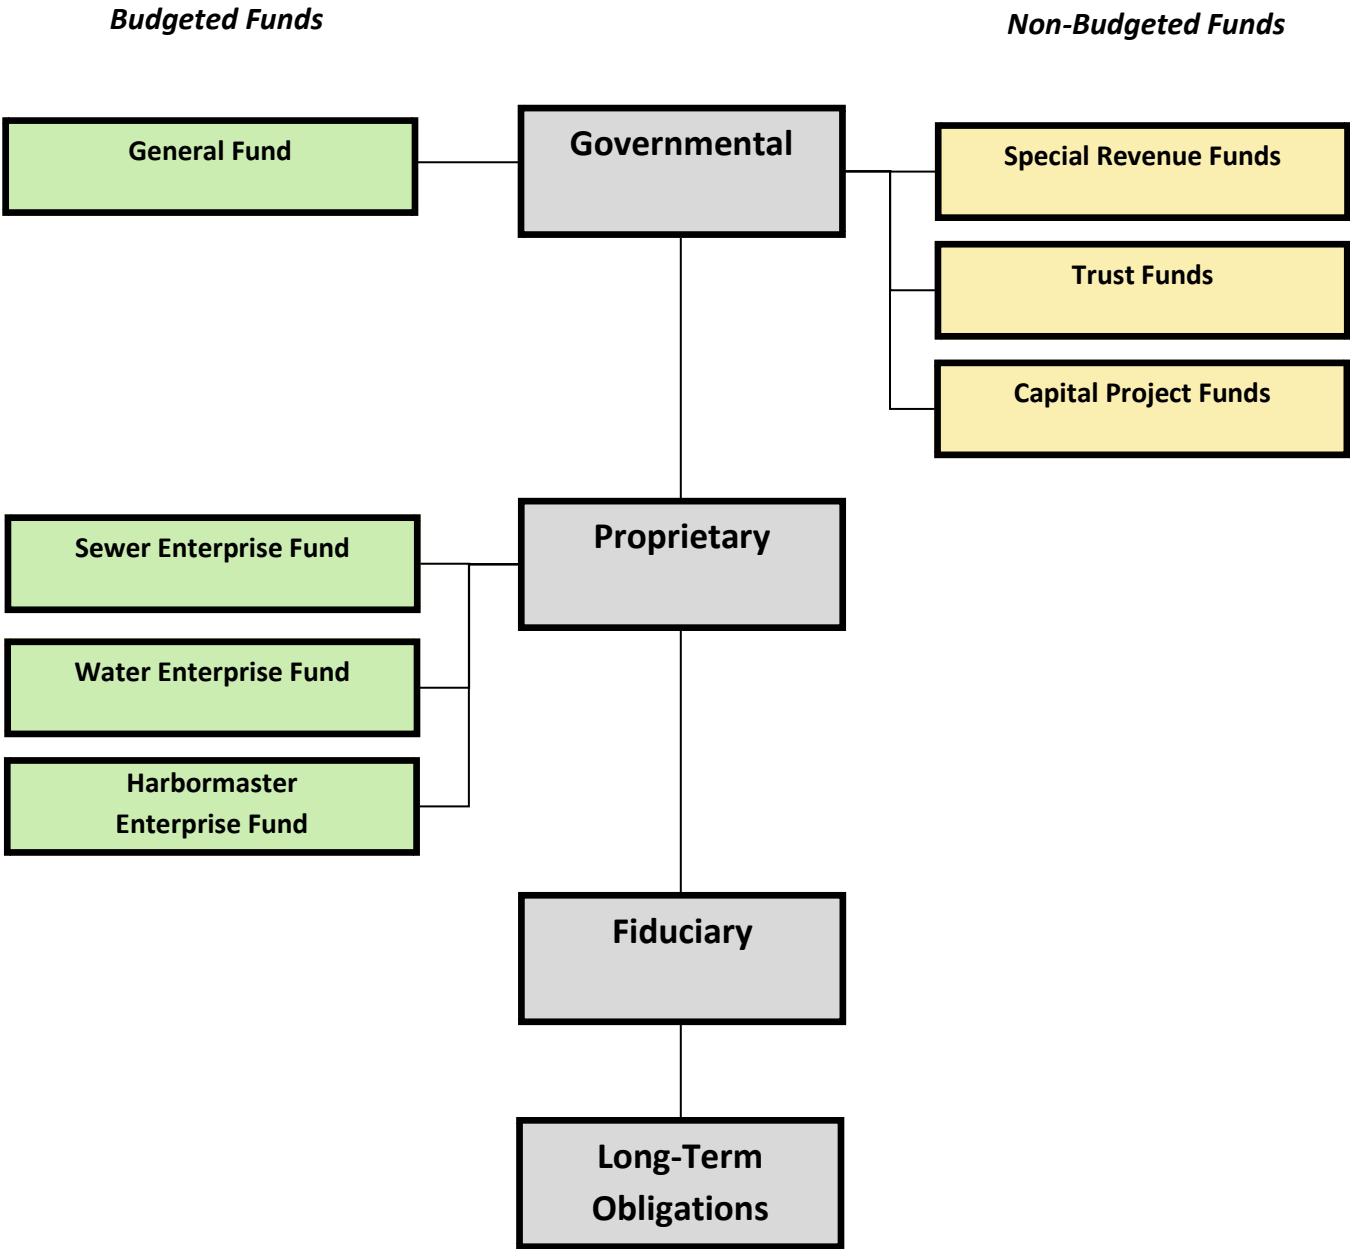 Budgeted Funds
Non-Budgeted Funds
General Fund
Governmental
Special Revenue Funds
Trust Funds
Capital Project Funds
Sewer Enterprise Fund
Proprietary
Water Enterprise Fund
Harbormaster
Enterprise Fund
Fiduciary
Long-Term
Obligations